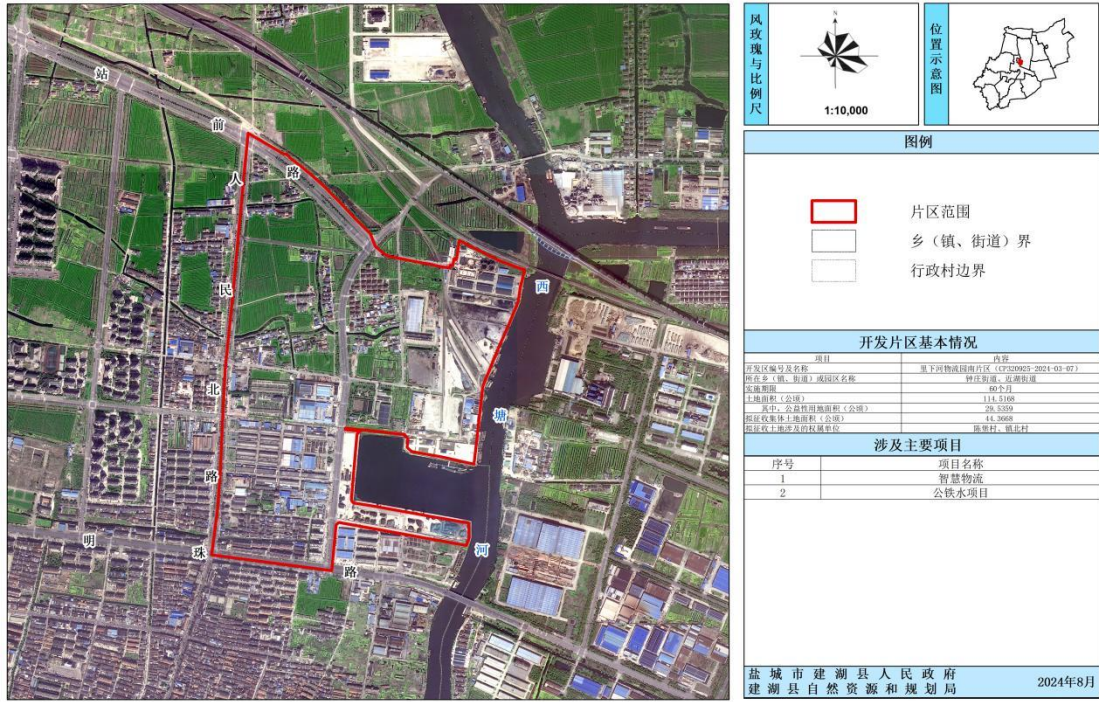 站
前
路
人
民
北
路
明
珠
路
西
塘
河
风玫瑰与比例尺
N
1:10,000
位置示意图
图例
片区范围
乡（镇、街道）界
行政村边界
开发片区基本情况
项目 内容
开发区编号及名称 里下河物流园南片区（CP320925-2024-03-07）
所在乡（镇、街道）或园区名称 钟庄街道、近湖街道
实施期限 60个月
土地面积（公顷） 114.5168
其中：公益性用地面积（公顷） 29.5359
拟征收集体土地面积（公顷） 44.3668
拟征收土地涉及的权属单位 陈堡村、镇北村
涉及主要项目
序号 项目名称
1 智慧物流
2 公铁水项目
盐城市建湖县人民政府
建湖县自然资源和规划局
2024年8月